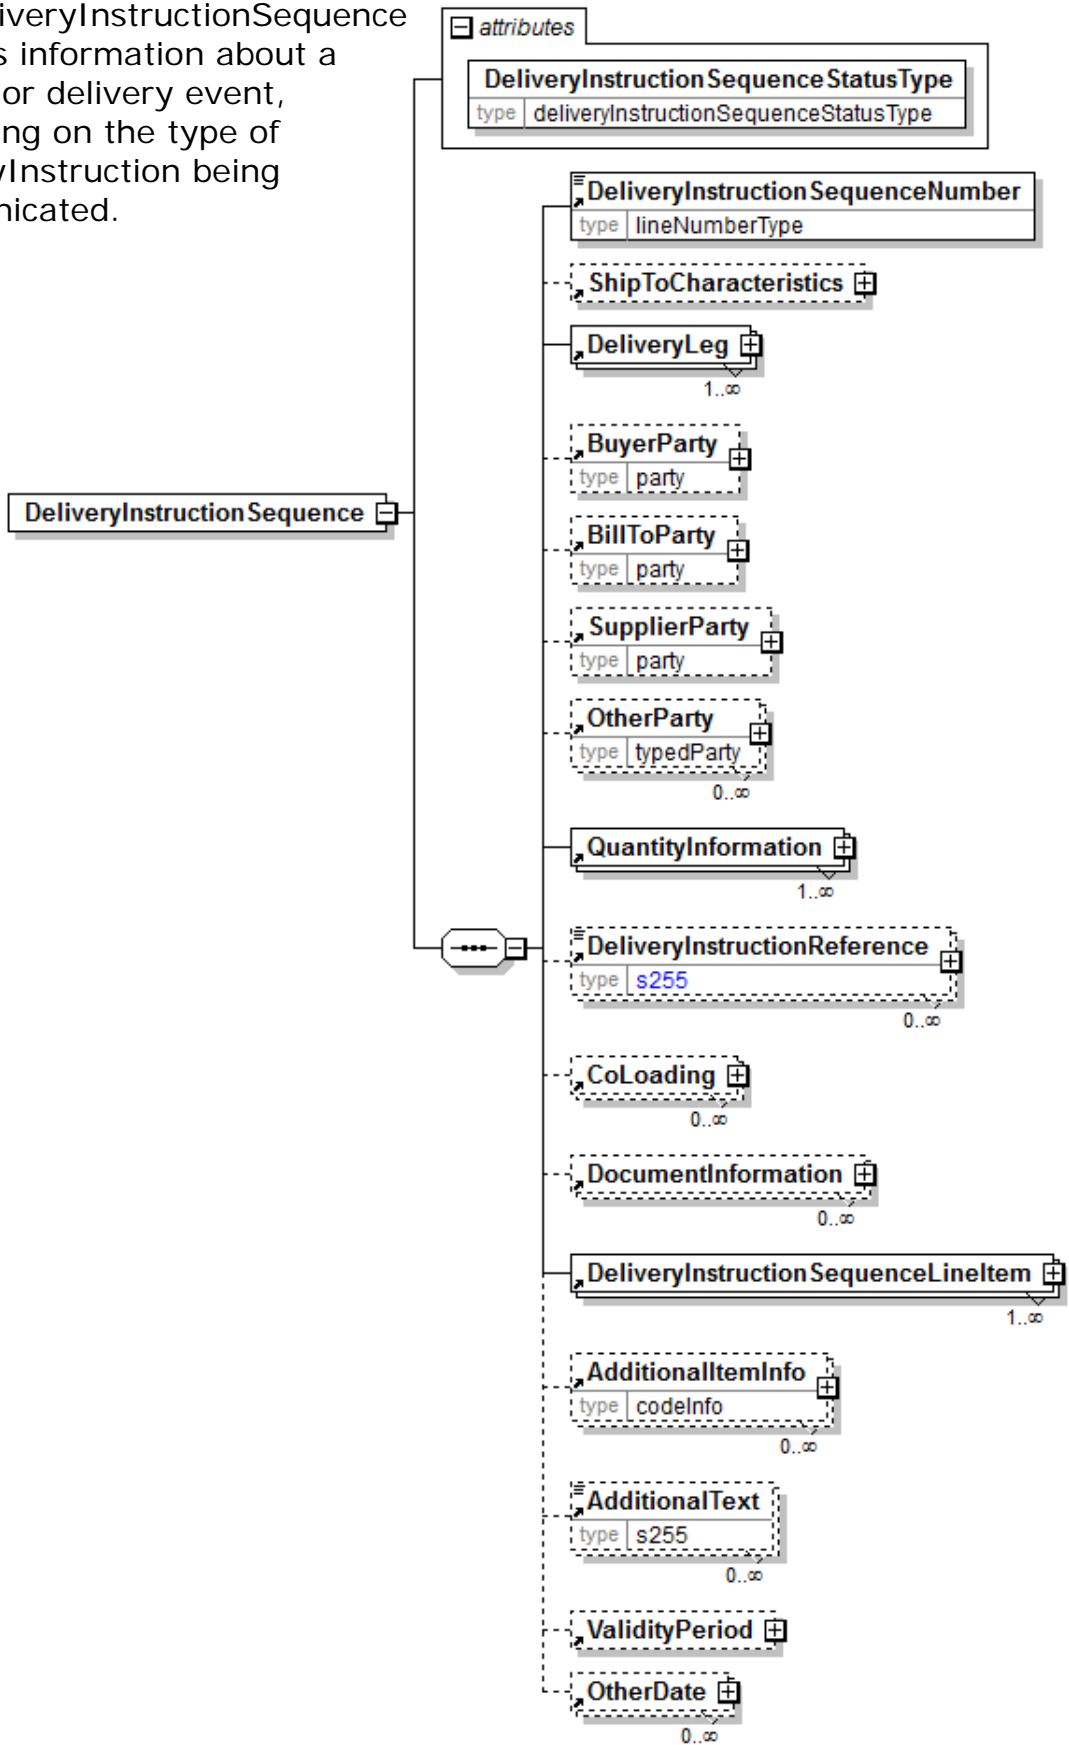 iveryInstructionSequence
s information about a
or delivery event,
ng on the type of
Instruction being
nicated.
attributes
DeliveryInstructionSequenceStatusType
type deliveryInstructionSequenceStatusType
DeliveryInstructionSequenceNumber
type lineNumberType
ShipToCharacteristics
DeliveryLeg
1..∞
BuyerParty
type party
DeliveryInstructionSequence
BillToParty
type party
SupplierParty
type party
OtherParty
type typedParty
0..∞
QuantityInformation
1..∞
DeliveryInstructionReference
type s255
0..∞
CoLoading
0..∞
DocumentInformation
0..∞
DeliveryInstructionSequenceLineItem
1..∞
AdditionalItemInfo
type codeInfo
0..∞
AdditionalText
type s255
0..∞
ValidityPeriod
OtherDate
0..∞